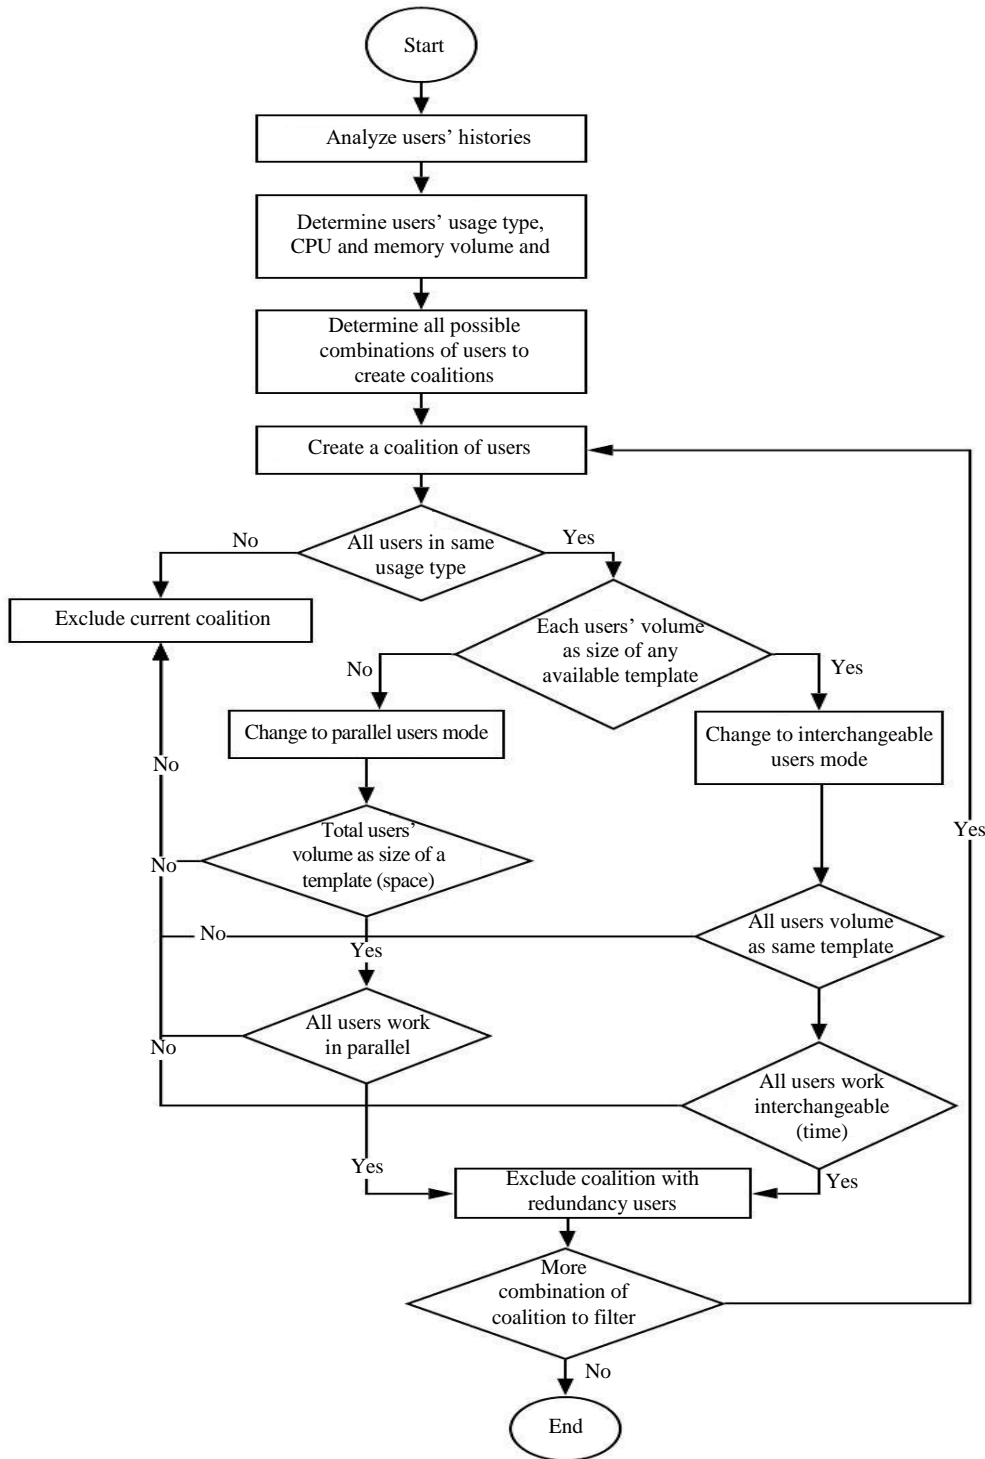 Start
Analyze users’ histories
Determine users’ usage type,
CPU and memory volume and
Determine all possible
combinations of users to
create coalitions
Create a coalition of users
All users in same
usage type
No
Yes
Exclude current coalition
Each users’ volume
as size of any
available template
No
Yes
Change to parallel users mode
Change to interchangeable
users mode
No
Total users’
volume as size of a
template (space)
No
Yes
All users volume
as same template
No
Yes
All users work
in parallel
No
All users work
interchangeable
(time)
Yes
Yes
Exclude coalition with
redundancy users
More
combination of
coalition to filter
No
End